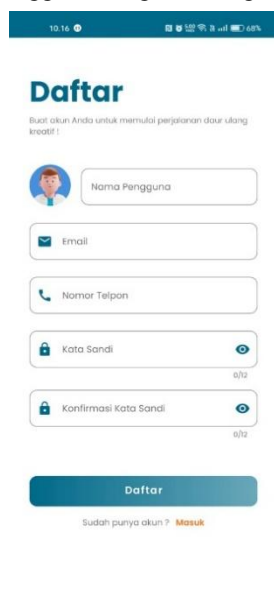 10.16
68%
Daftar
Buat akun Anda untuk memulai perjalanan daur ulang
kreatif !
Nama Pengguna
Email
Nomor Telpon
Kata Sandi
0/12
Konfirmasi Kata Sandi
0/12
Daftar
Sudah punya akun ? Masuk